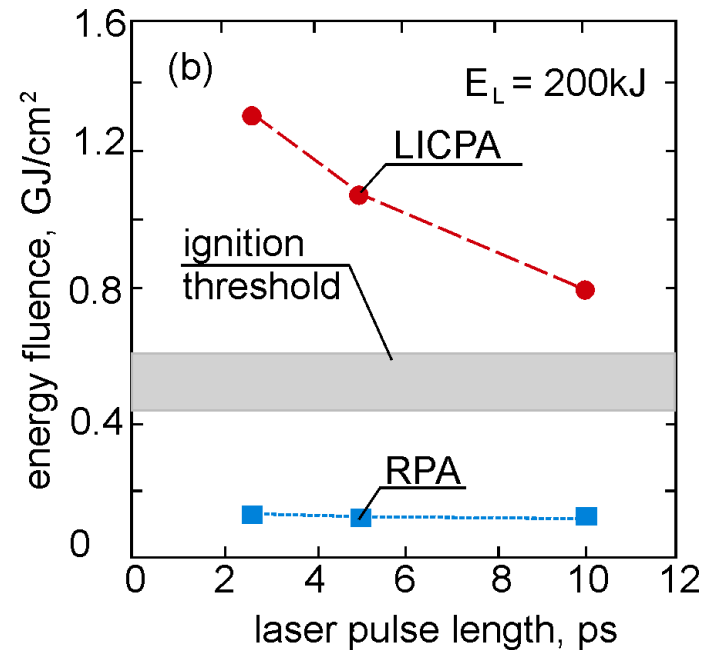 1.6
(b)
E_L = 200kJ
1.2
LICPA
energy fluence, GJ/cm²
ignition
threshold
0.8
0.4
RPA
0
0 2 4 6 8 10 12
laser pulse length, ps